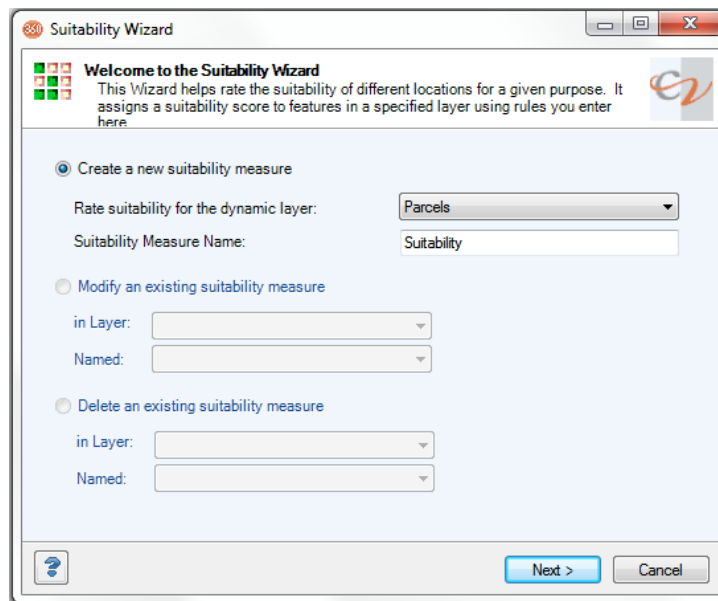 360 Suitability Wizard
Welcome to the Suitability Wizard
This Wizard helps rate the suitability of different locations for a given purpose. It
assigns a suitability score to features in a specified layer using rules you enter
here
Create a new suitability measure
Rate suitability for the dynamic layer: Parcels
Suitability Measure Name: Suitability
Modify an existing suitability measure
in Layer:
Named:
Delete an existing suitability measure
in Layer:
Named:
? Next > Cancel